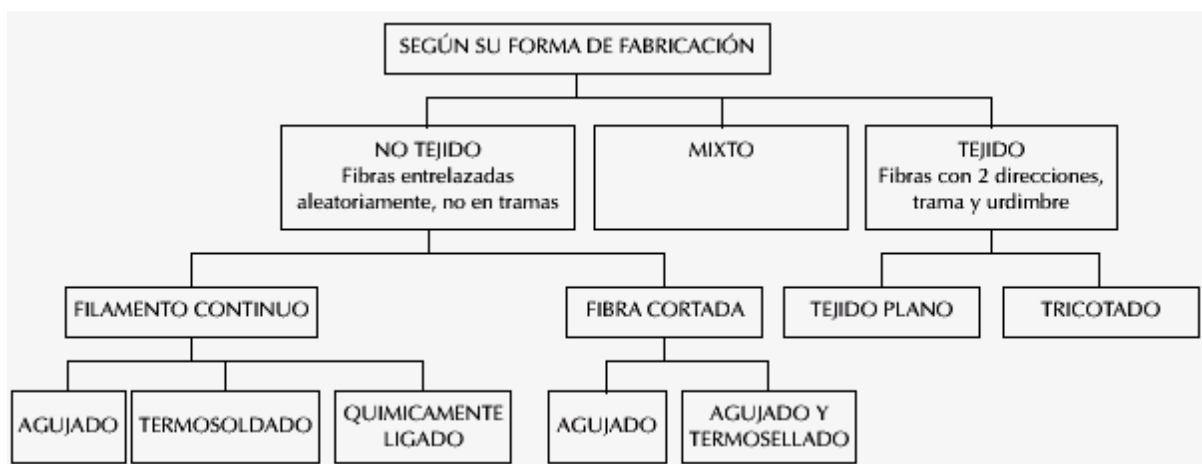 SEGÚN SU FORMA DE FABRICACIÓN
NO TEJIDO
Fibras entrelazadas
aleatoriamente, no en tramas
MIXTO
TEJIDO
Fibras con 2 direcciones,
trama y urdimbre
FILAMENTO CONTINUO
FIBRA CORTADA
TEJIDO PLANO
TRICOTADO
AGUJADO
TERMOSOLDADO
QUIMICAMENTE
LIGADO
AGUJADO
AGUJADO Y
TERMOSELLADO